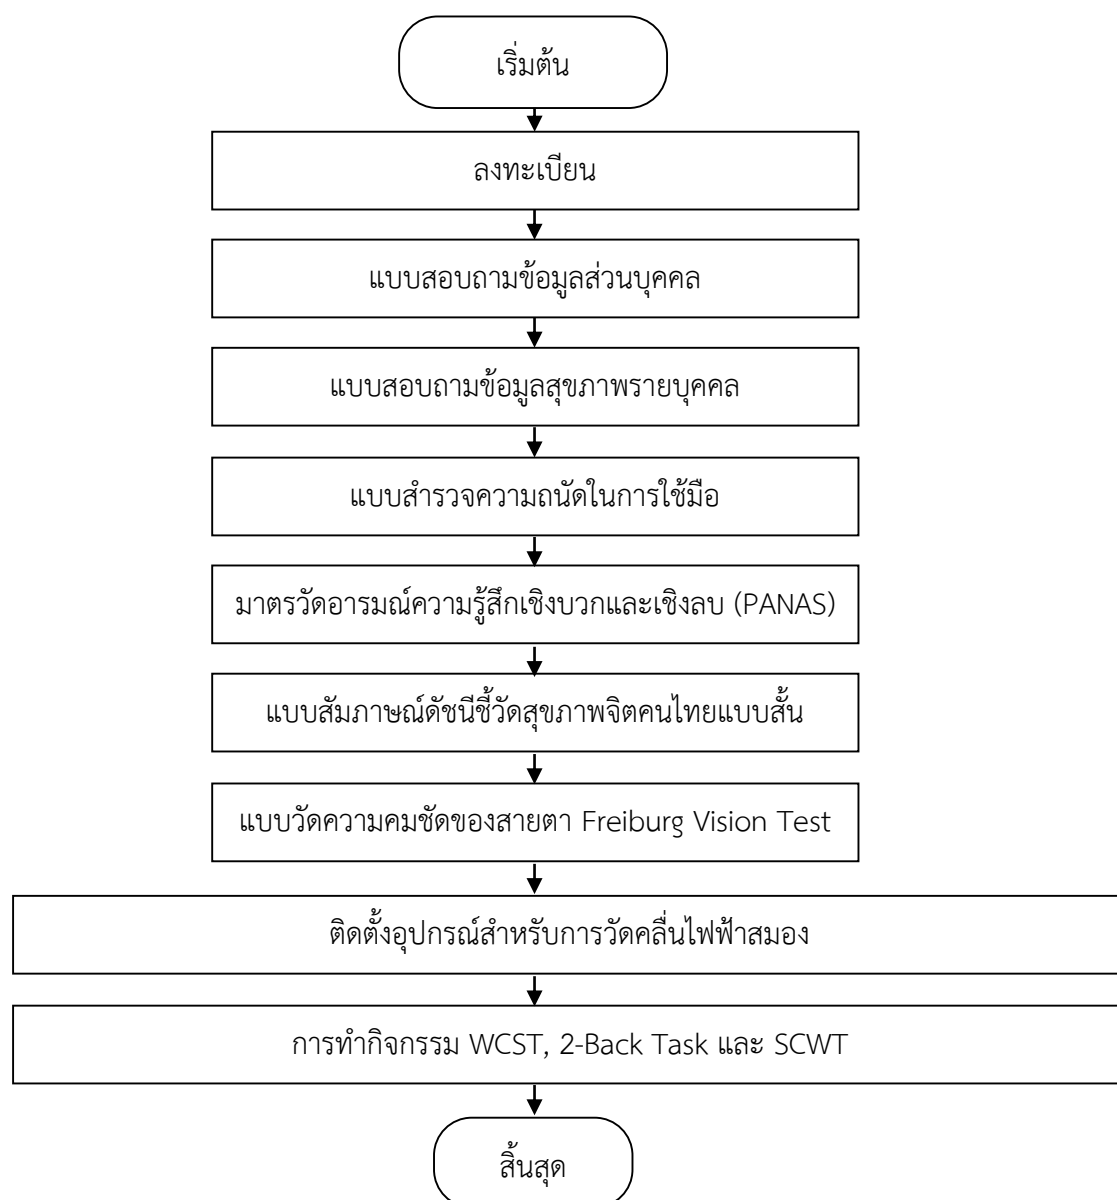 เริ่มต้น
ลงทะเบียน
แบบสอบถามข้อมูลส่วนบุคคล
แบบสอบถามข้อมูลสุขภาพรายบุคคล
แบบสำรวจความถนัดในการใช้มือ
มาตรวัดอารมณ์ความรู้สึกเชิงบวกและเชิงลบ (PANAS)
แบบสัมภาษณ์ดัชนีชี้วัดสุขภาพจิตคนไทยแบบสั้น
แบบวัดความคมชัดของสายตา Freiburg Vision Test
ติดตั้งอุปกรณ์สำหรับการวัดคลื่นไฟฟ้าสมอง
การทำกิจกรรม WCST, 2-Back Task และ SCWT
สิ้นสุด